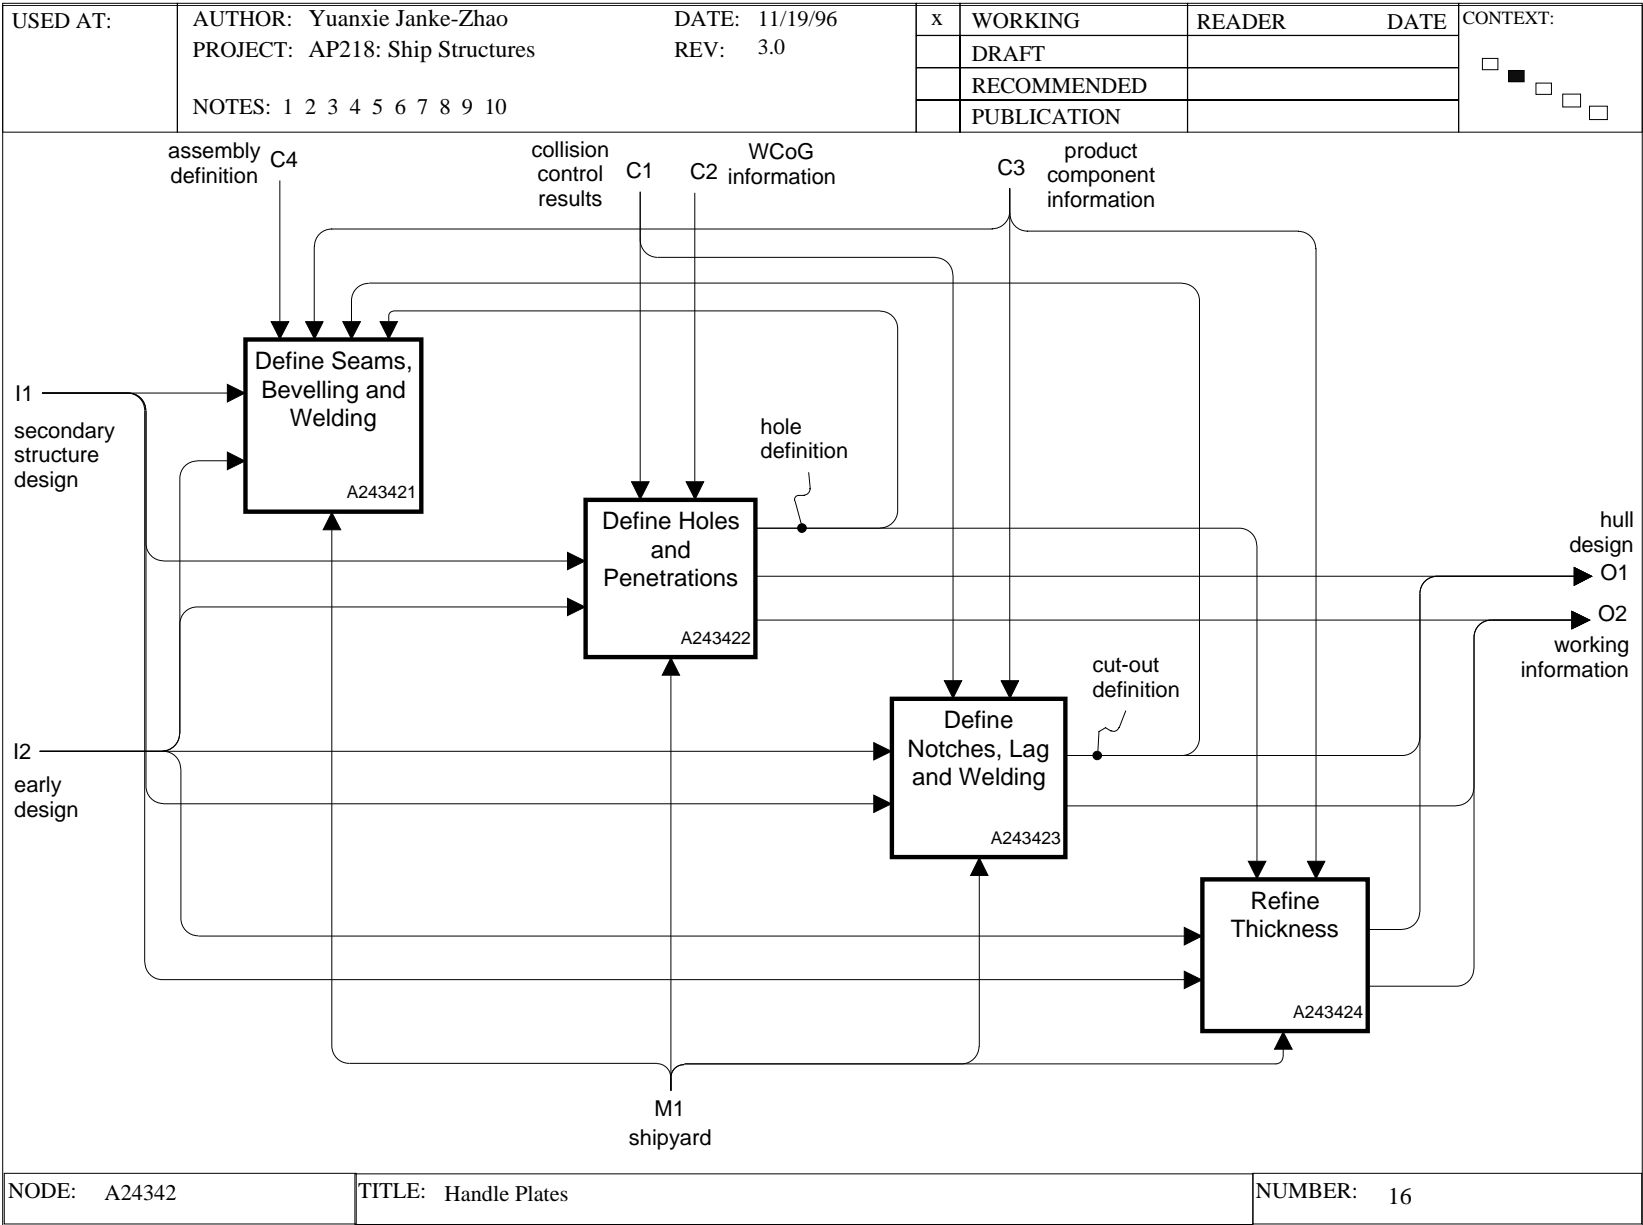 USED AT:
AUTHOR: Yuanxie Janke-Zhao
DATE: 11/19/96
PROJECT: AP218: Ship Structures
REV: 3.0
NOTES: 1 2 3 4 5 6 7 8 9 10
x WORKING
DRAFT
RECOMMENDED
PUBLICATION
READER DATE
CONTEXT:
assembly
definition
C4
collision
control
results
C1
C2
WCoG
information
C3
product
component
information
Define Seams,
Bevelling and
Welding
A243421
I1
secondary
structure
design
hole
definition
Define Holes
and
Penetrations
A243422
hull
design
O1
O2
working
information
cut-out
definition
Define
Notches, Lag
and Welding
A243423
I2
early
design
Refine
Thickness
A243424
M1
shipyard
NODE: A24342
TITLE: Handle Plates
NUMBER: 16